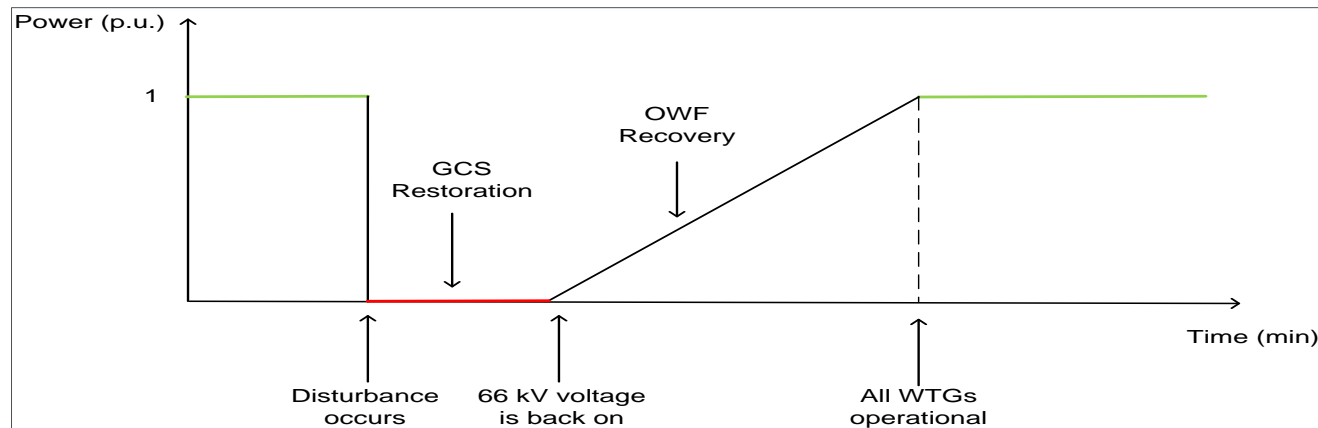 Power (p.u.)
1
OWF
Recovery
GCS
Restoration
Time (min)
Disturbance
occurs
66 kV voltage
is back on
All WTGs
operational